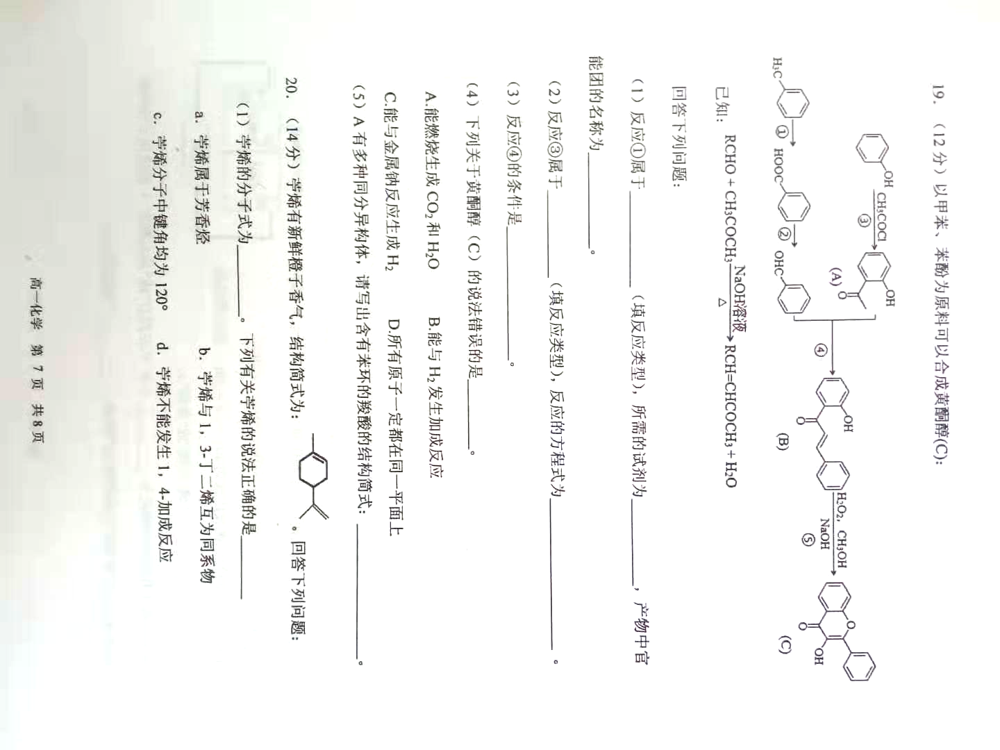 19. （12 分）以甲苯、苯酚为原料可以合成黄酮醇(C):
OH CH₃COCl ③ OH O (A)
H₃C ① HOOC ② OHC ④ OH O (B) H₂O₂，CH₃OH NaOH ⑤ O O OH (C)
已知： RCHO + CH₃COCH₃ NaOH溶液 △ RCH=CHCOCH₃ + H₂O
回答下列问题：
（1）反应①属于（填反应类型），所需的试剂为，产物中官
能团的名称为。
（2）反应③属于（填反应类型），反应的方程式为。
（3）反应④的条件是。
（4）下列关于黄酮醇（C）的说法错误的是。
A.能燃烧生成 CO₂ 和 H₂O B.能与 H₂ 发生加成反应
C.能与金属钠反应生成 H₂ D.所有原子一定都在同一平面上
（5）A 有多种同分异构体，请写出含有苯环的羧酸的结构简式：。
20. （14 分）苧烯有新鲜橙子香气，结构简式为：。回答下列问题：
（1）苧烯的分子式为。下列有关苧烯的说法正确的是
a. 苧烯属于芳香烃 b. 苧烯与 1，3-丁二烯互为同系物
c. 苧烯分子中键角均为 120° d. 苧烯不能发生 1，4-加成反应
高一化学 第 7 页 共 8 页